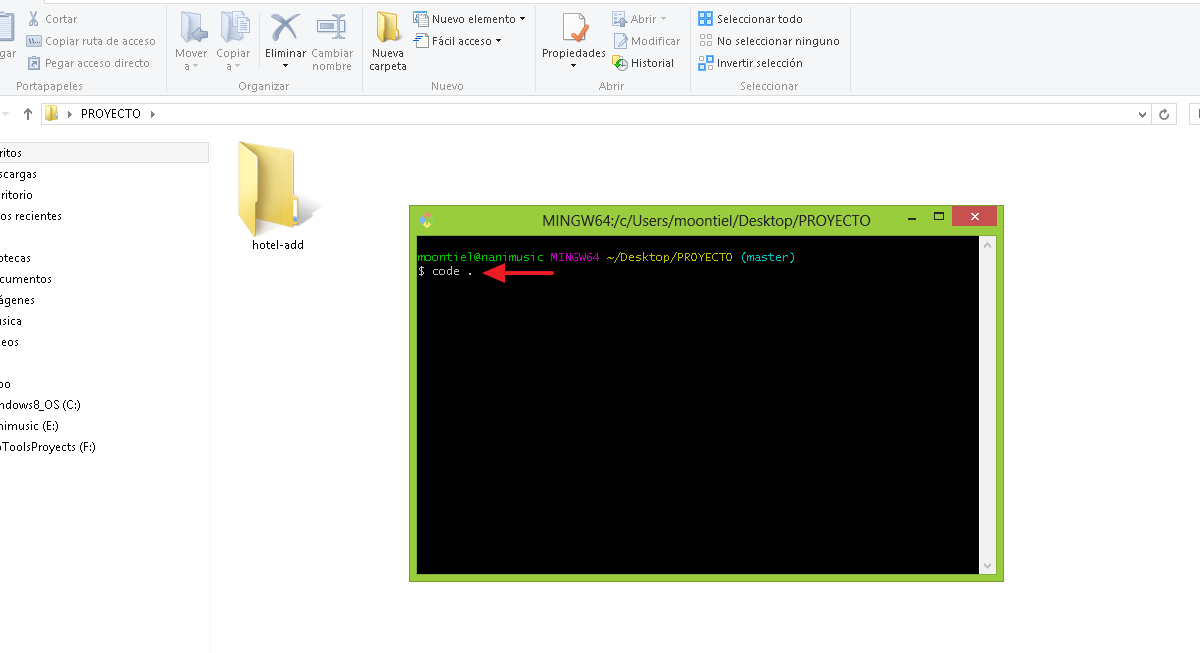 Cortar
Copiar ruta de acceso
gar
Pegar acceso directo
Portapapeles
Mover a
Copiar a
Eliminar
Cambiar nombre
Organizar
Nueva carpeta
Nuevo elemento
Fácil acceso
Nuevo
Propiedades
Abrir
Modificar
Historial
Abrir
Seleccionar todo
No seleccionar ninguno
Invertir selección
Seleccionar
PROYECTO
ritos
scargas
ritorio
os recientes
otecas
cumentos
ágenes
sica
eos
po
ndows8_OS (C:)
nimusic (E:)
oToolsProyects (F:)
hotel-add
MINGW64:/c/Users/moontiel/Desktop/PROYECTO
moontiel@nanimusic MINGW64 ~/Desktop/PROYECTO (master)
$ code .